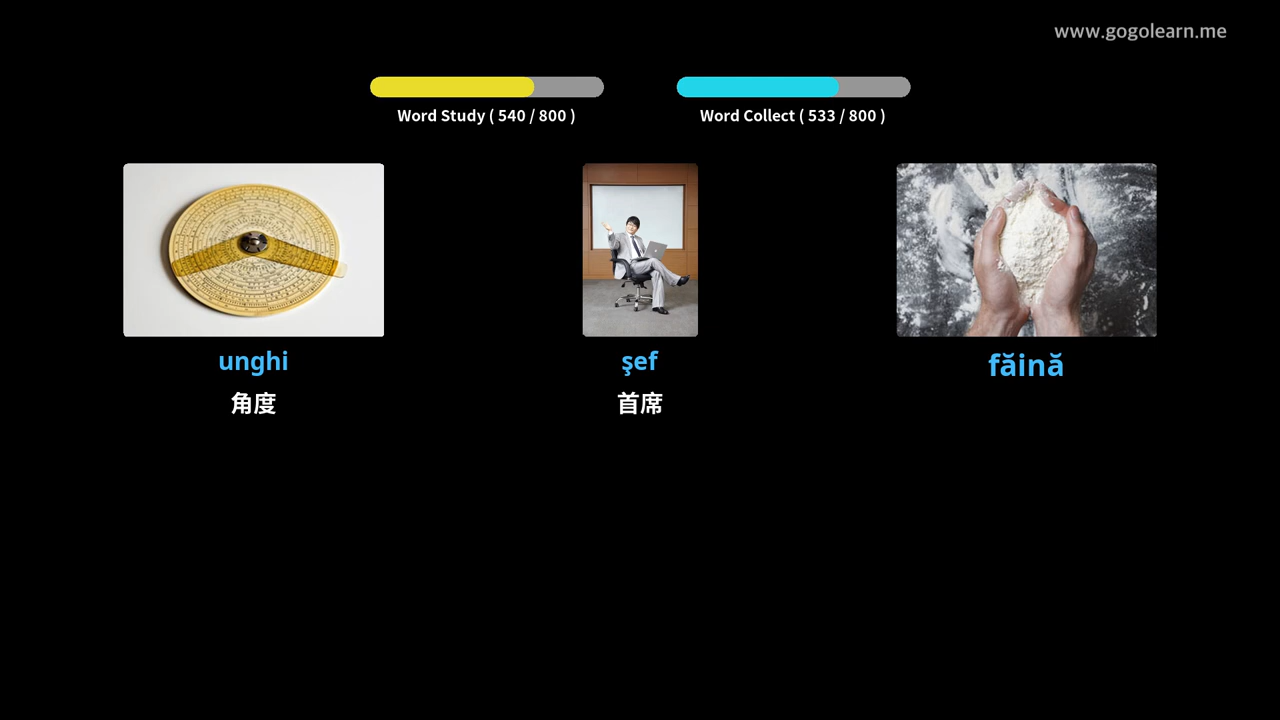 www.gogolearn.me
Word Study ( 540 / 800 )
Word Collect ( 533 / 800 )
unghi
角度
şef
首席
făină